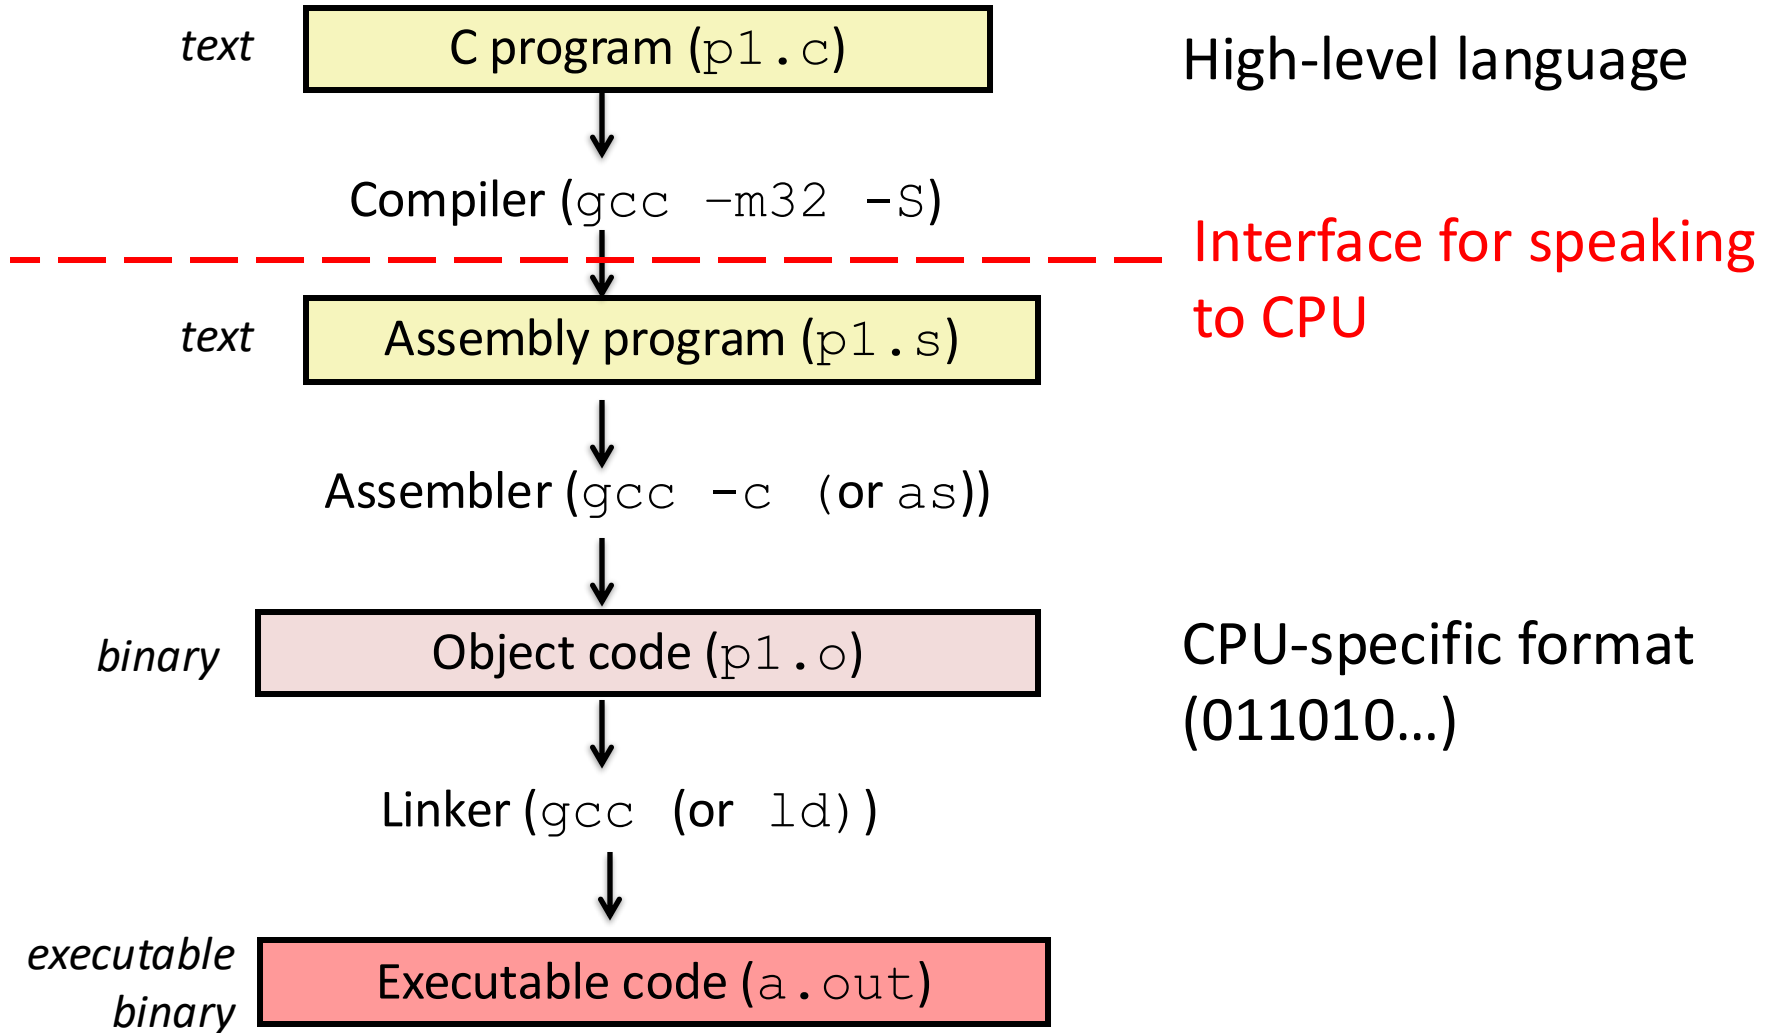 text
C program (p1.c)
High-level language
Compiler (gcc –m32 -S)
Interface for speaking
to CPU
text
Assembly program (p1.s)
Assembler (gcc -c (or as))
binary
Object code (p1.o)
CPU-specific format
(011010…)
Linker (gcc (or ld))
executable
binary
Executable code (a.out)